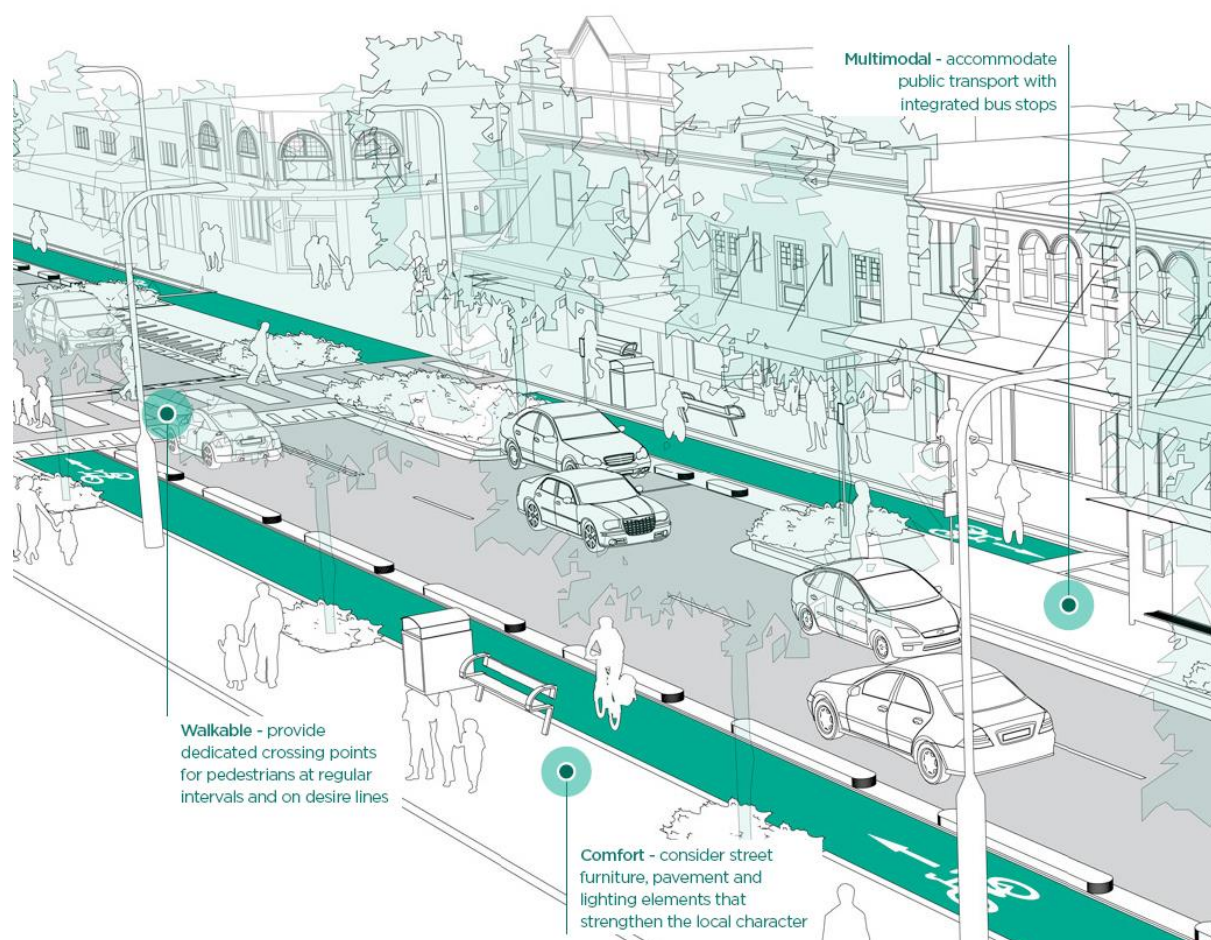 Multimodal - accommodate
public transport with
integrated bus stops
Walkable - provide
dedicated crossing points
for pedestrians at regular
intervals and on desire lines
Comfort - consider street
furniture, pavement and
lighting elements that
strengthen the local character